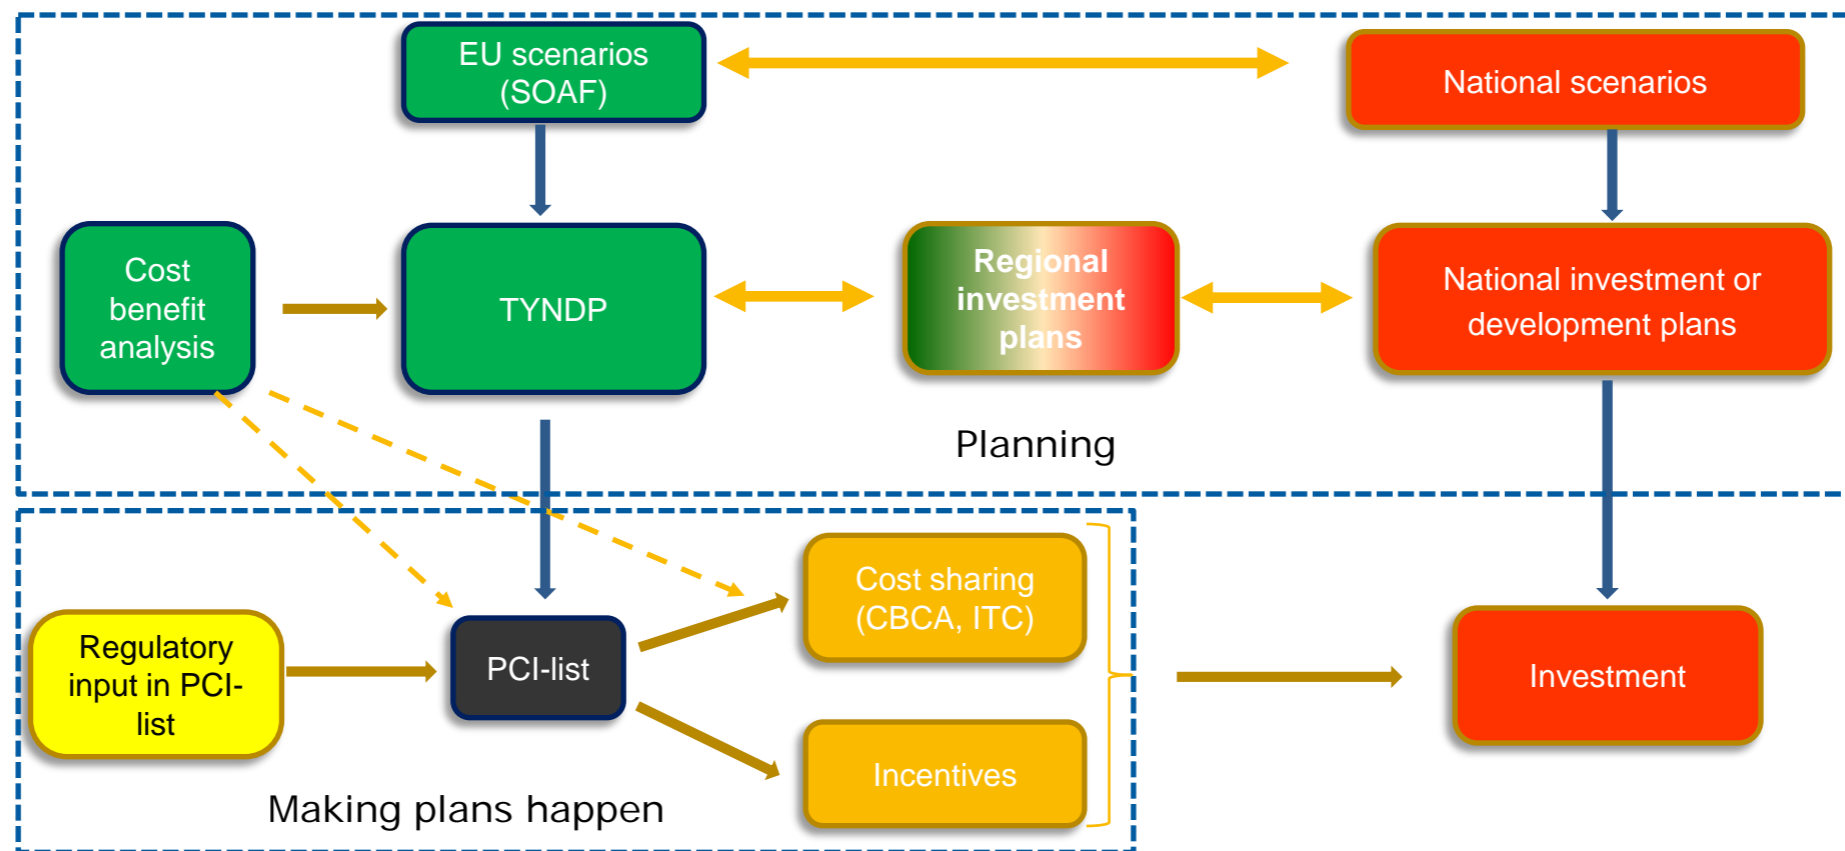 EU scenarios
(SOAF)
National scenarios
Cost
benefit
analysis
TYNDP
Regional
investment
plans
National investment or
development plans
Planning
Regulatory
input in PCI-
list
PCI-list
Cost sharing
(CBCA, ITC)
Incentives
Investment
Making plans happen